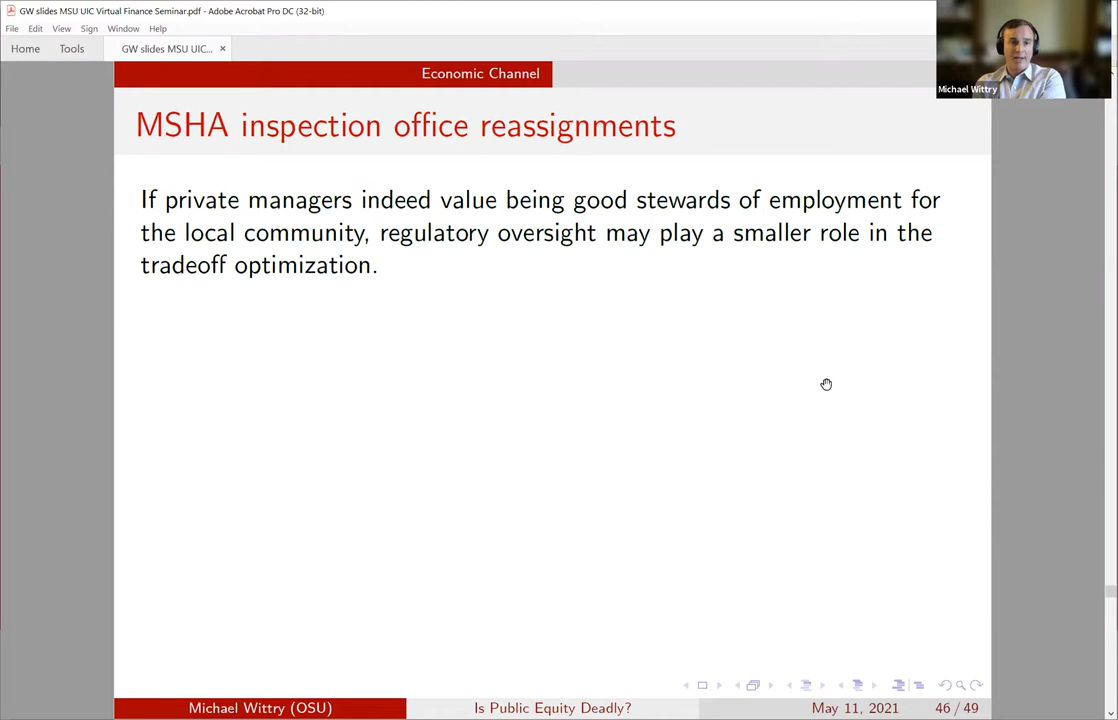 GW slides MSU UIC Virtual Finance Seminar.pdf - Adobe Acrobat Pro DC (32-bit)
File Edit View Sign Window Help
Home Tools GW slides MSU UIC... ×
Michael Wittry
Economic Channel
MSHA inspection office reassignments
If private managers indeed value being good stewards of employment for
the local community, regulatory oversight may play a smaller role in the
tradeoff optimization.
Michael Wittry (OSU) Is Public Equity Deadly? May 11, 2021 46 / 49